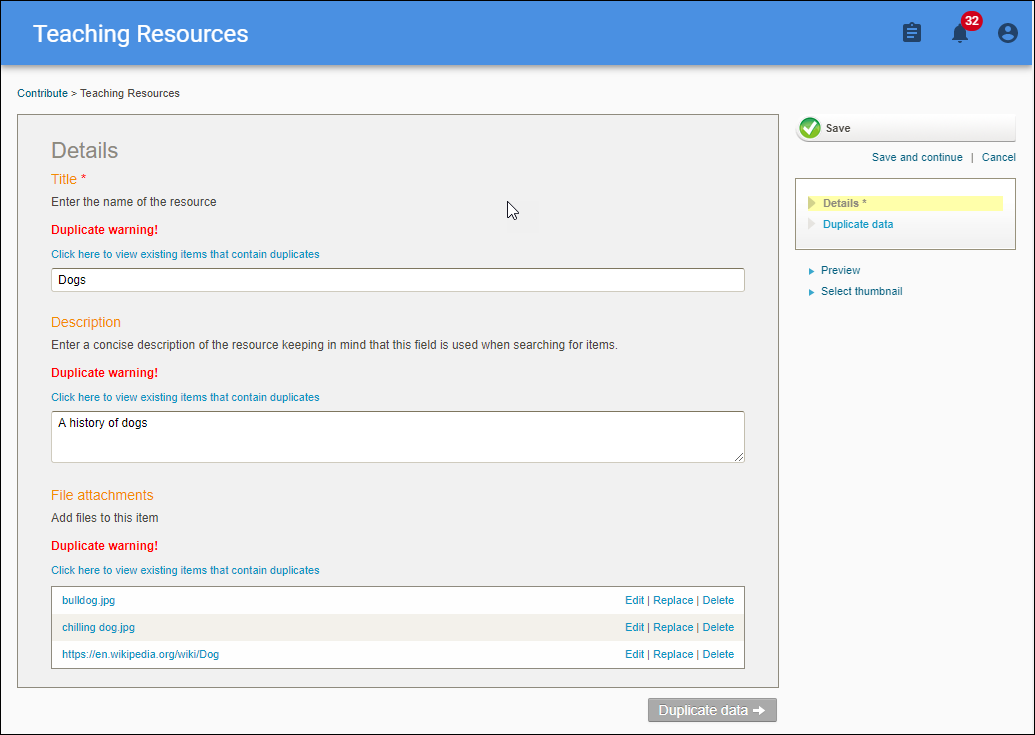 Teaching Resources
32
Contribute > Teaching Resources
Details
Title *
Enter the name of the resource
Duplicate warning!
Click here to view existing items that contain duplicates
Dogs
Description
Enter a concise description of the resource keeping in mind that this field is used when searching for items.
Duplicate warning!
Click here to view existing items that contain duplicates
A history of dogs
File attachments
Add files to this item
Duplicate warning!
Click here to view existing items that contain duplicates
bulldog.jpg Edit | Replace | Delete
chilling dog.jpg Edit | Replace | Delete
https://en.wikipedia.org/wiki/Dog Edit | Replace | Delete
Duplicate data
Save
Save and continue | Cancel
Details *
Duplicate data
Preview
Select thumbnail